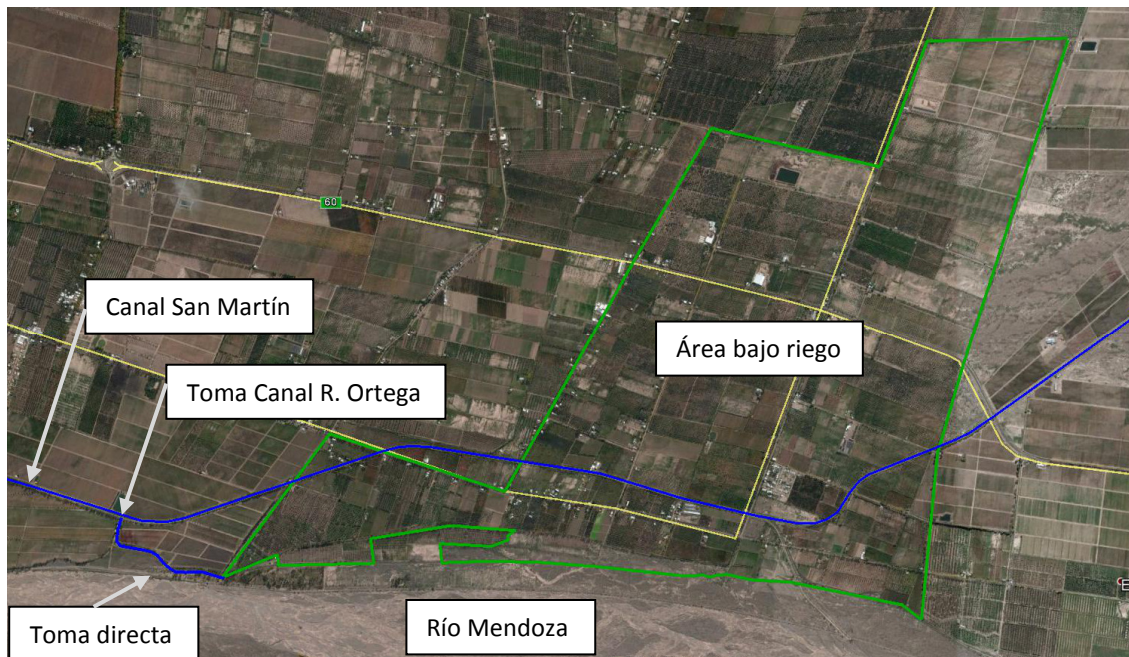 60
Canal San Martín
Área bajo riego
Toma Canal R. Ortega
Toma directa
Río Mendoza
E